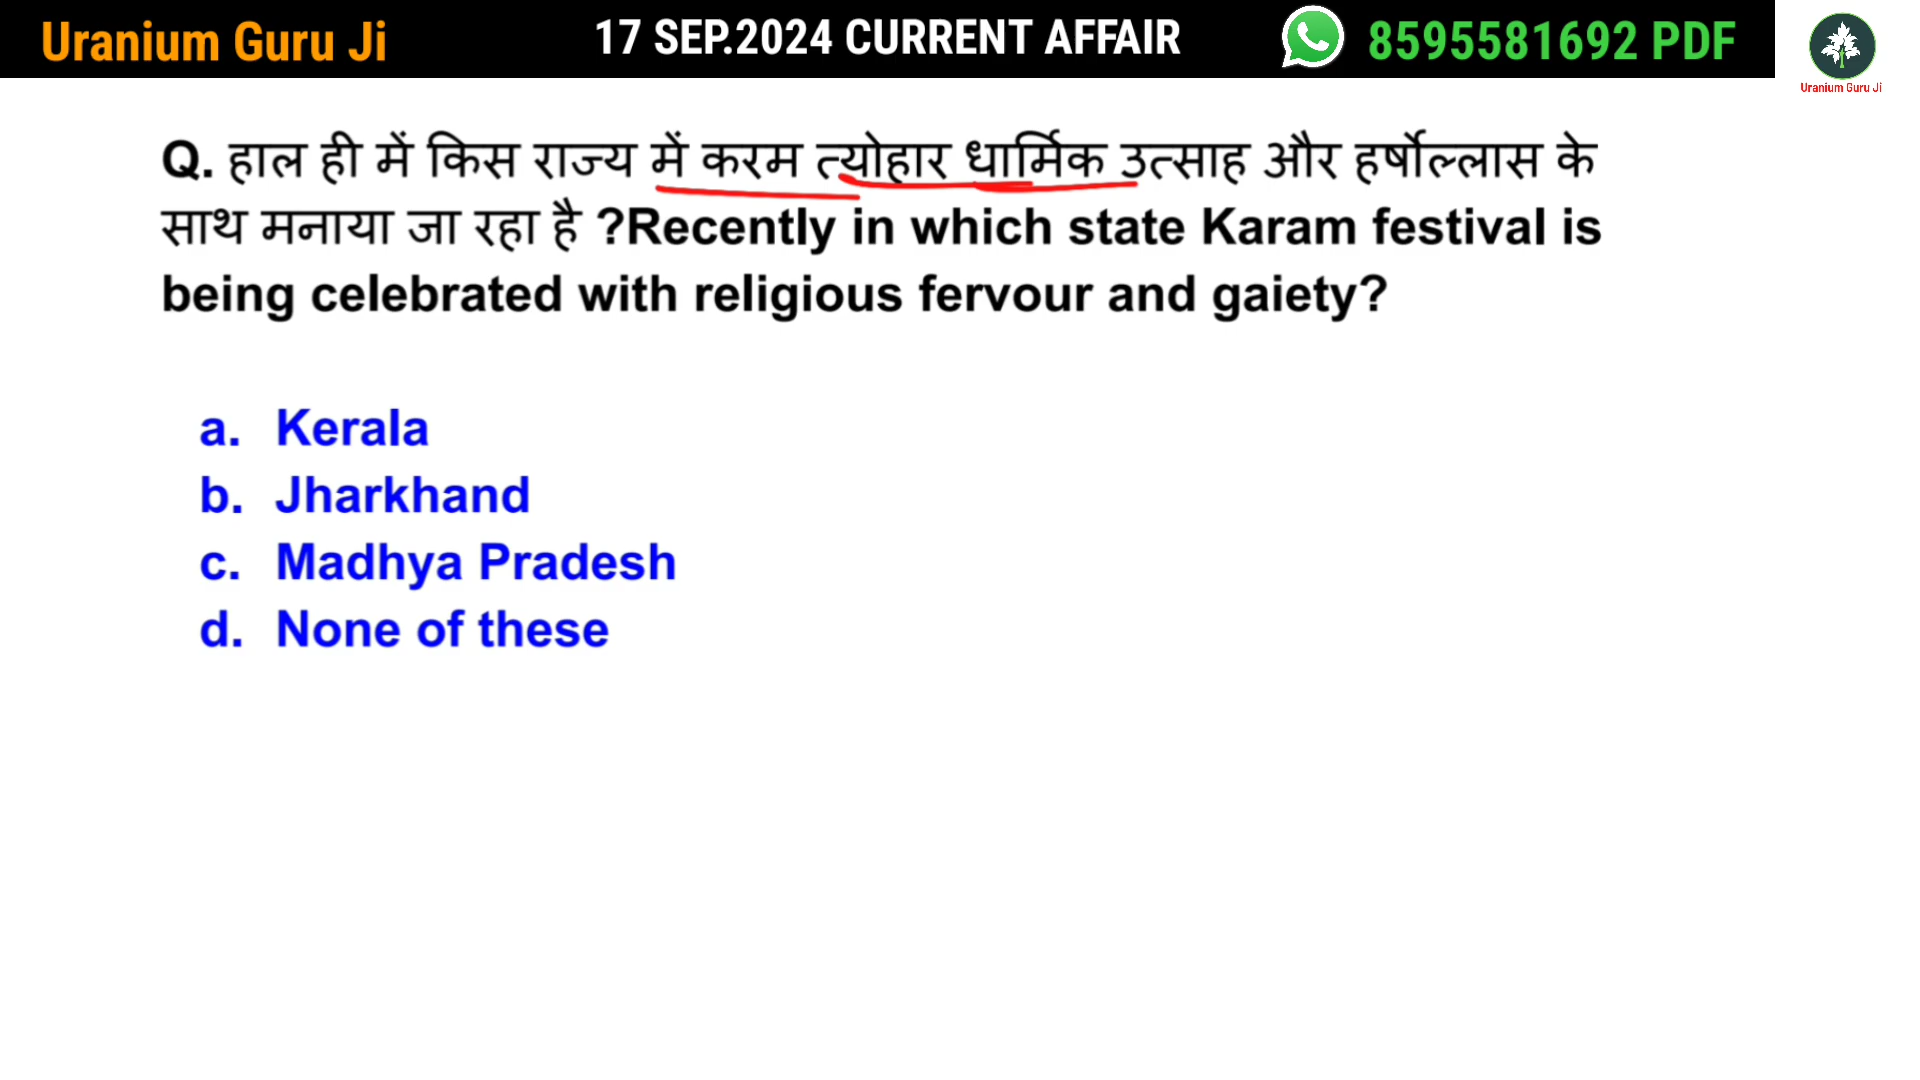 Uranium Guru Ji
17 SEP.2024 CURRENT AFFAIR
8595581692 PDF
Uranium Guru Ji
Q. हाल ही में किस राज्य में करम त्योहार धार्मिक उत्साह और हर्षोल्लास के
साथ मनाया जा रहा है ?Recently in which state Karam festival is
being celebrated with religious fervour and gaiety?
a. Kerala
b. Jharkhand
c. Madhya Pradesh
d. None of these